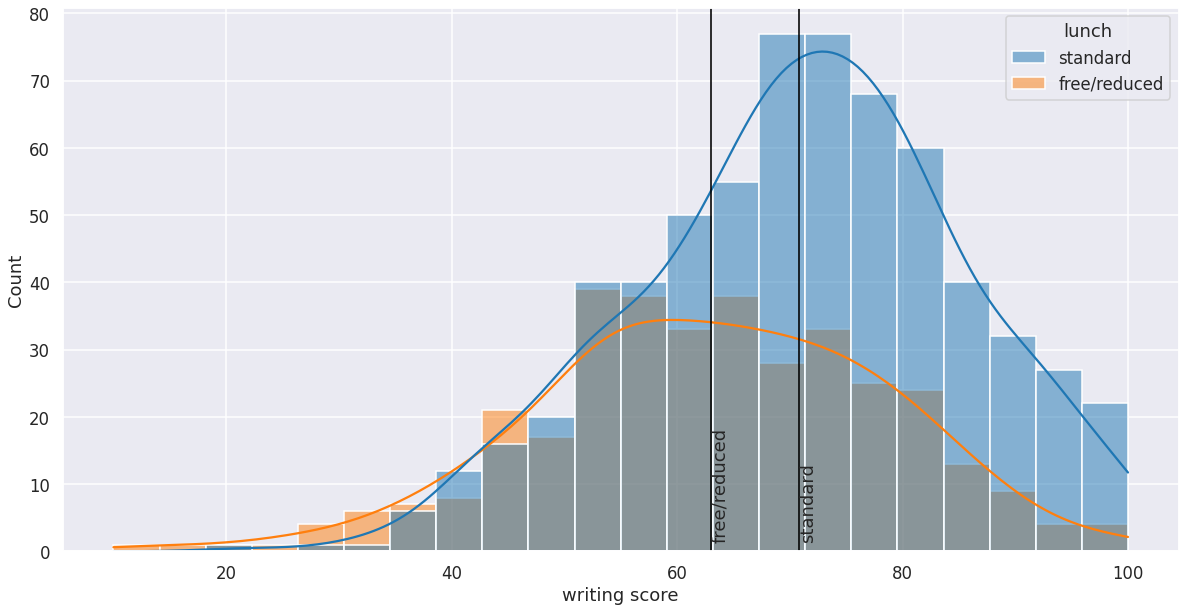 80
70
60
50
40
30
20
10
0
Count
lunch
standard
free/reduced
free/reduced
standard
20 40 60 80 100
writing score